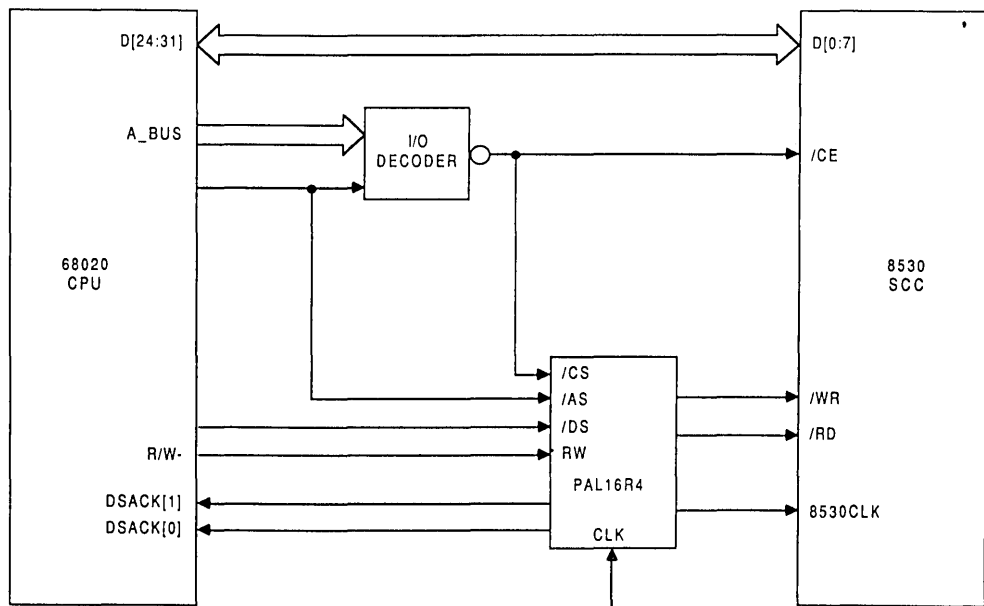 D[24:31]
D[0:7]
A_BUS
I/O
DECODER
/CE
68020
CPU
8530
SCC
/CS
/AS
/DS
RW
PAL16R4
CLK
R/W-
DSACK[1]
DSACK[0]
/WR
/RD
8530CLK